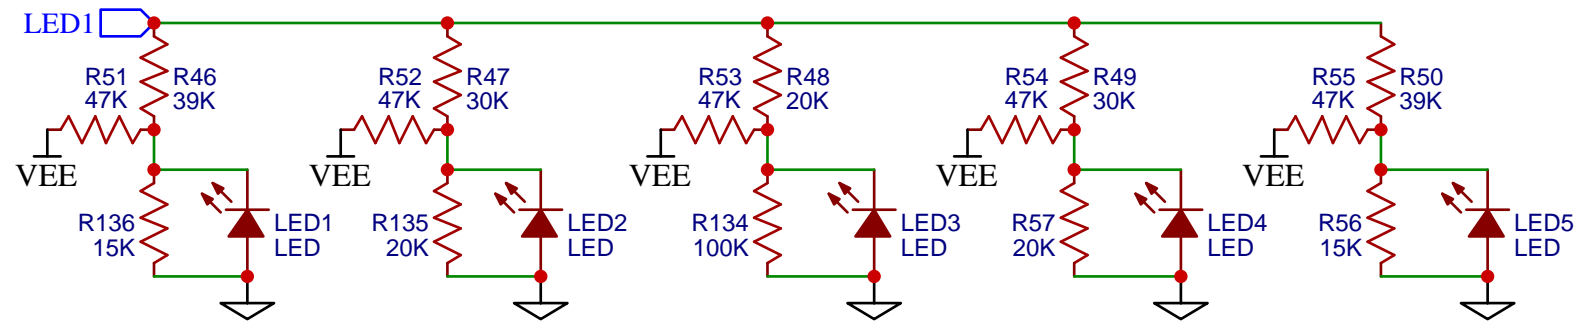 LED1
R51
47K
R46
39K
VEE
R136
15K
LED1
LED
R52
47K
R47
30K
VEE
R135
20K
LED2
LED
R53
47K
R48
20K
VEE
R134
100K
LED3
LED
R54
47K
R49
30K
VEE
R57
20K
LED4
LED
R55
47K
R50
39K
VEE
R56
15K
LED5
LED